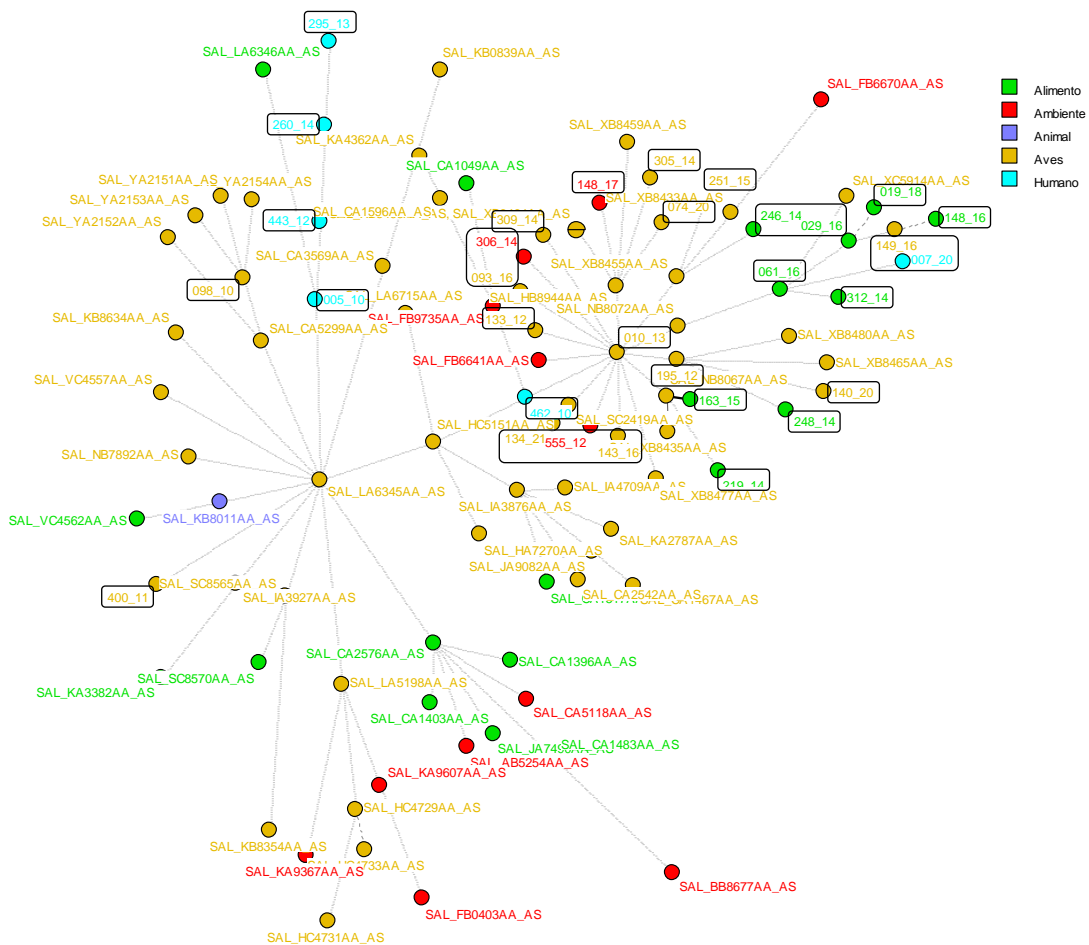 295_13
SAL_LA6346AA_AS
SAL_KB0839AA_AS
SAL_FB6670AA_AS
Alimento
Ambiente
Animal
Aves
Humano
260_14
SAL_KA4362AA_AS
SAL_XB8459AA_AS
SAL_CA1049AA_AS
305_14
SAL_XC5914AA_AS
SAL_YA2151AA_AS
YA2154AA_AS
SAL_YA2153AA_AS
SAL_YA2152AA_AS
148_17
SAL_XB8433AA_AS
251_15
019_18
074_20
443_12
SAL_CA1596AA_AS
309_14
246_14
029_16
148_16
306_14
149_16
SAL_CA3569AA_AS
007_20
093_16
SAL_XB8455AA_AS
061_16
098_10
005_10
LA6715AA_AS
SAL_HB8944AA_AS
312_14
SAL_NB8072AA_AS
SAL_FB9735AA_AS
133_12
SAL_KB8634AA_AS
SAL_CA5299AA_AS
010_13
SAL_XB8480AA_AS
SAL_FB6641AA_AS
SAL_XB8465AA_AS
195_12
NB8067AA_AS
SAL_VC4557AA_AS
140_20
163_15
462_10
248_14
SAL_HC5151AA_AS
SAL_SC2419AA_AS
134_21
555_12
143_16
XB8435AA_AS
SAL_NB7892AA_AS
219_14
SAL_LA6345AA_AS
SAL_IA4709AA_AS
SAL_XB8477AA_AS
SAL_IA3876AA_AS
SAL_VC4562AA_AS
SAL_KB8011AA_AS
SAL_KA2787AA_AS
SAL_HA7270AA_AS
SAL_JA9082AA_AS
SAL_SC8565AA_AS
400_11
SAL_IA3927AA_AS
SAL_CA2542AA_AS
SAL_CA2576AA_AS
SAL_CA1396AA_AS
SAL_SC8570AA_AS
SAL_KA3382AA_AS
SAL_LA5198AA_AS
SAL_CA5118AA_AS
SAL_CA1403AA_AS
SAL_CA1483AA_AS
SAL_AB5254AA_AS
SAL_KA9607AA_AS
SAL_HC4729AA_AS
SAL_KB8354AA_AS
SAL_KA9367AA_AS
SAL_BB8677AA_AS
SAL_FB0403AA_AS
SAL_HC4731AA_AS